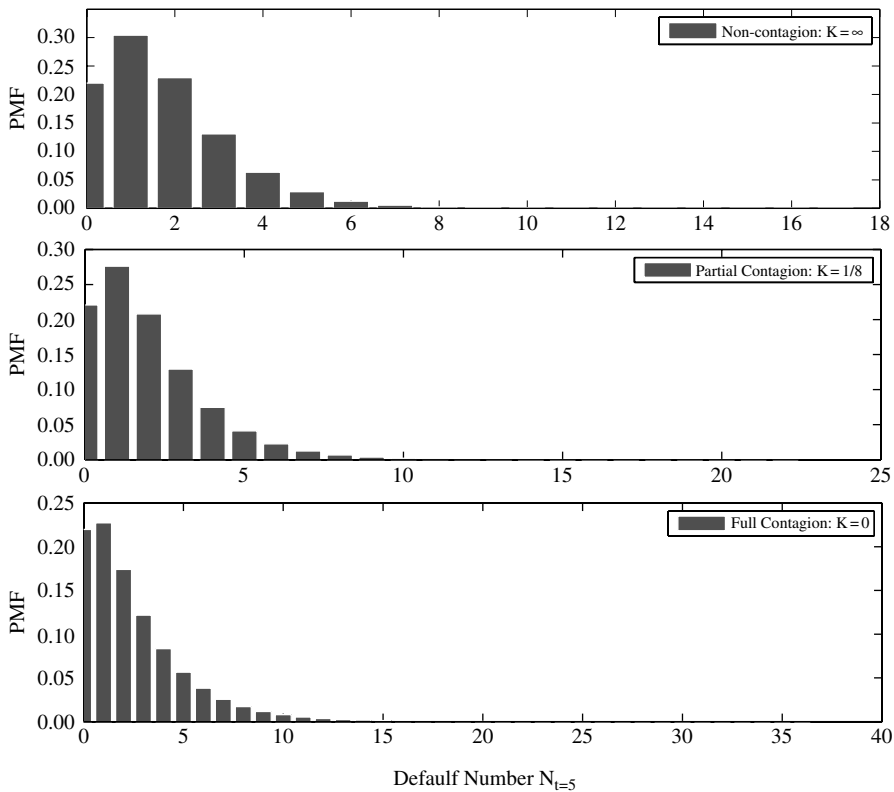 0.30
0.25
0.20
0.15
0.10
0.05
0.00
PMF
Non-contagion: K = ∞
0 2 4 6 8 10 12 14 16 18
0.30
0.25
0.20
0.15
0.10
0.05
0.00
PMF
Partial Contagion: K = 1/8
0 5 10 15 20 25
0.25
0.20
0.15
0.10
0.05
0.00
PMF
Full Contagion: K = 0
0 5 10 15 20 25 30 35 40
Defaulf Number N_{t=5}